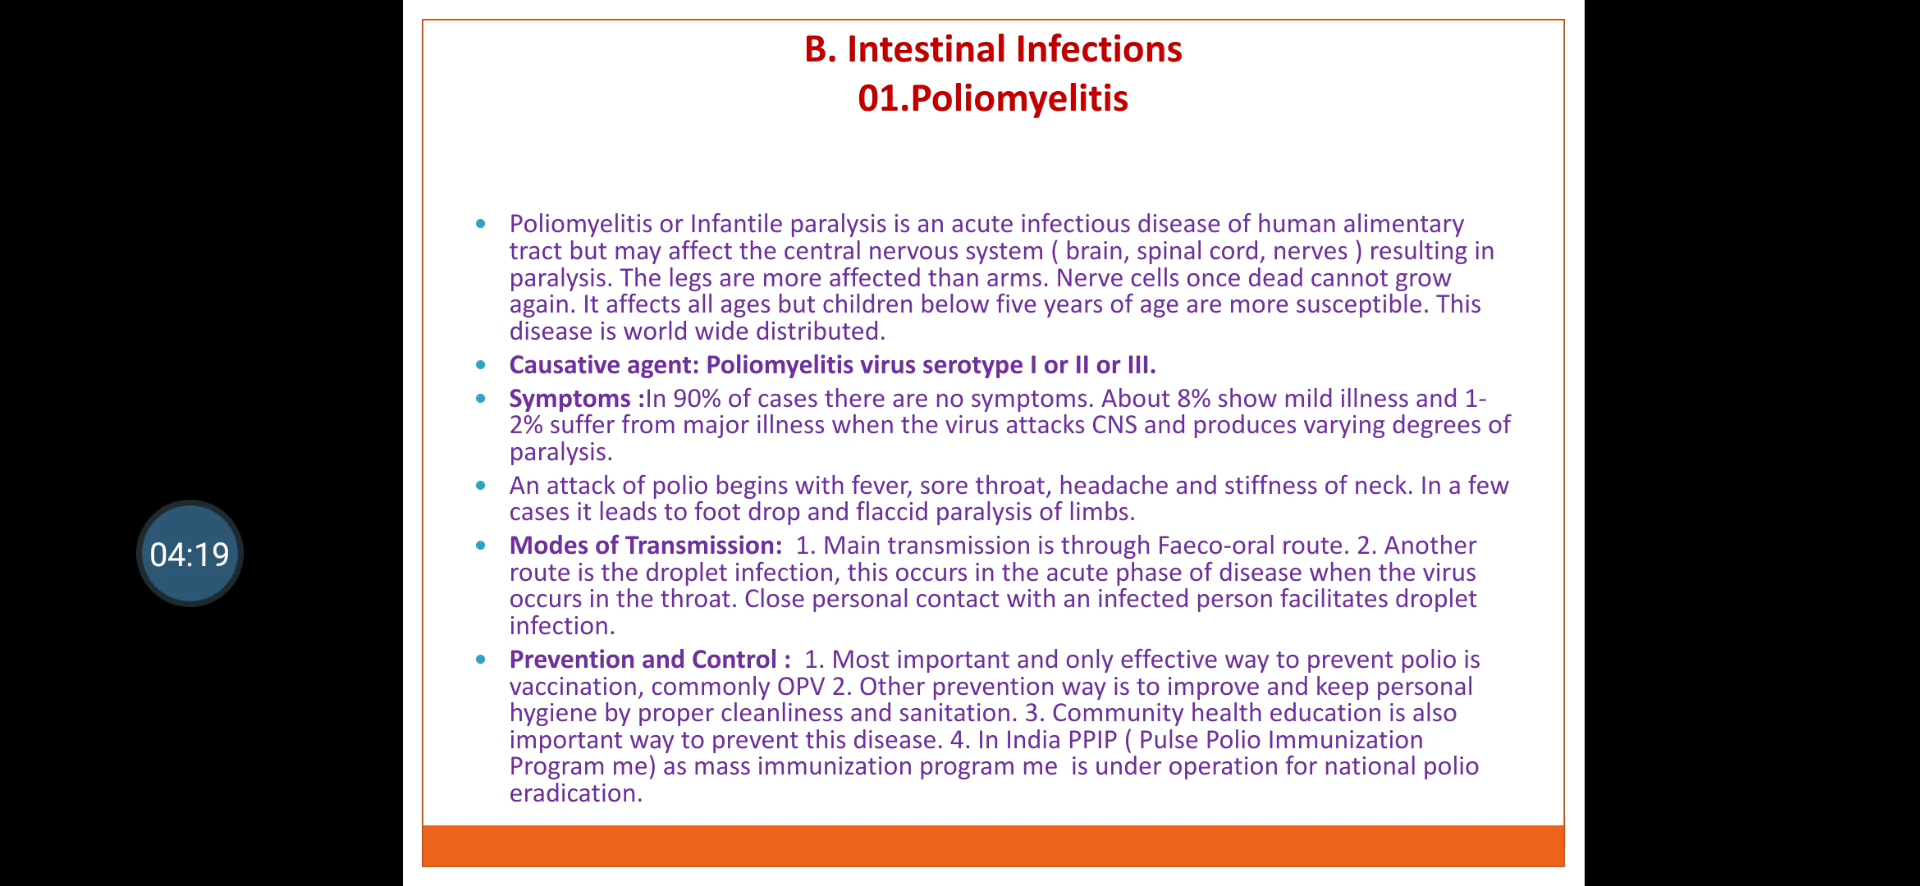 B. Intestinal Infections
01.Poliomyelitis
• Poliomyelitis or Infantile paralysis is an acute infectious disease of human alimentary
tract but may affect the central nervous system ( brain, spinal cord, nerves ) resulting in
paralysis. The legs are more affected than arms. Nerve cells once dead cannot grow
again. It affects all ages but children below five years of age are more susceptible. This
disease is world wide distributed.
• Causative agent: Poliomyelitis virus serotype I or II or III.
• Symptoms :In 90% of cases there are no symptoms. About 8% show mild illness and 1-
2% suffer from major illness when the virus attacks CNS and produces varying degrees of
paralysis.
• An attack of polio begins with fever, sore throat, headache and stiffness of neck. In a few
cases it leads to foot drop and flaccid paralysis of limbs.
• Modes of Transmission:  1. Main transmission is through Faeco-oral route. 2. Another
route is the droplet infection, this occurs in the acute phase of disease when the virus
occurs in the throat. Close personal contact with an infected person facilitates droplet
infection.
• Prevention and Control :  1. Most important and only effective way to prevent polio is
vaccination, commonly OPV 2. Other prevention way is to improve and keep personal
hygiene by proper cleanliness and sanitation. 3. Community health education is also
important way to prevent this disease. 4. In India PPIP ( Pulse Polio Immunization
Program me) as mass immunization program me  is under operation for national polio
eradication.
04:19